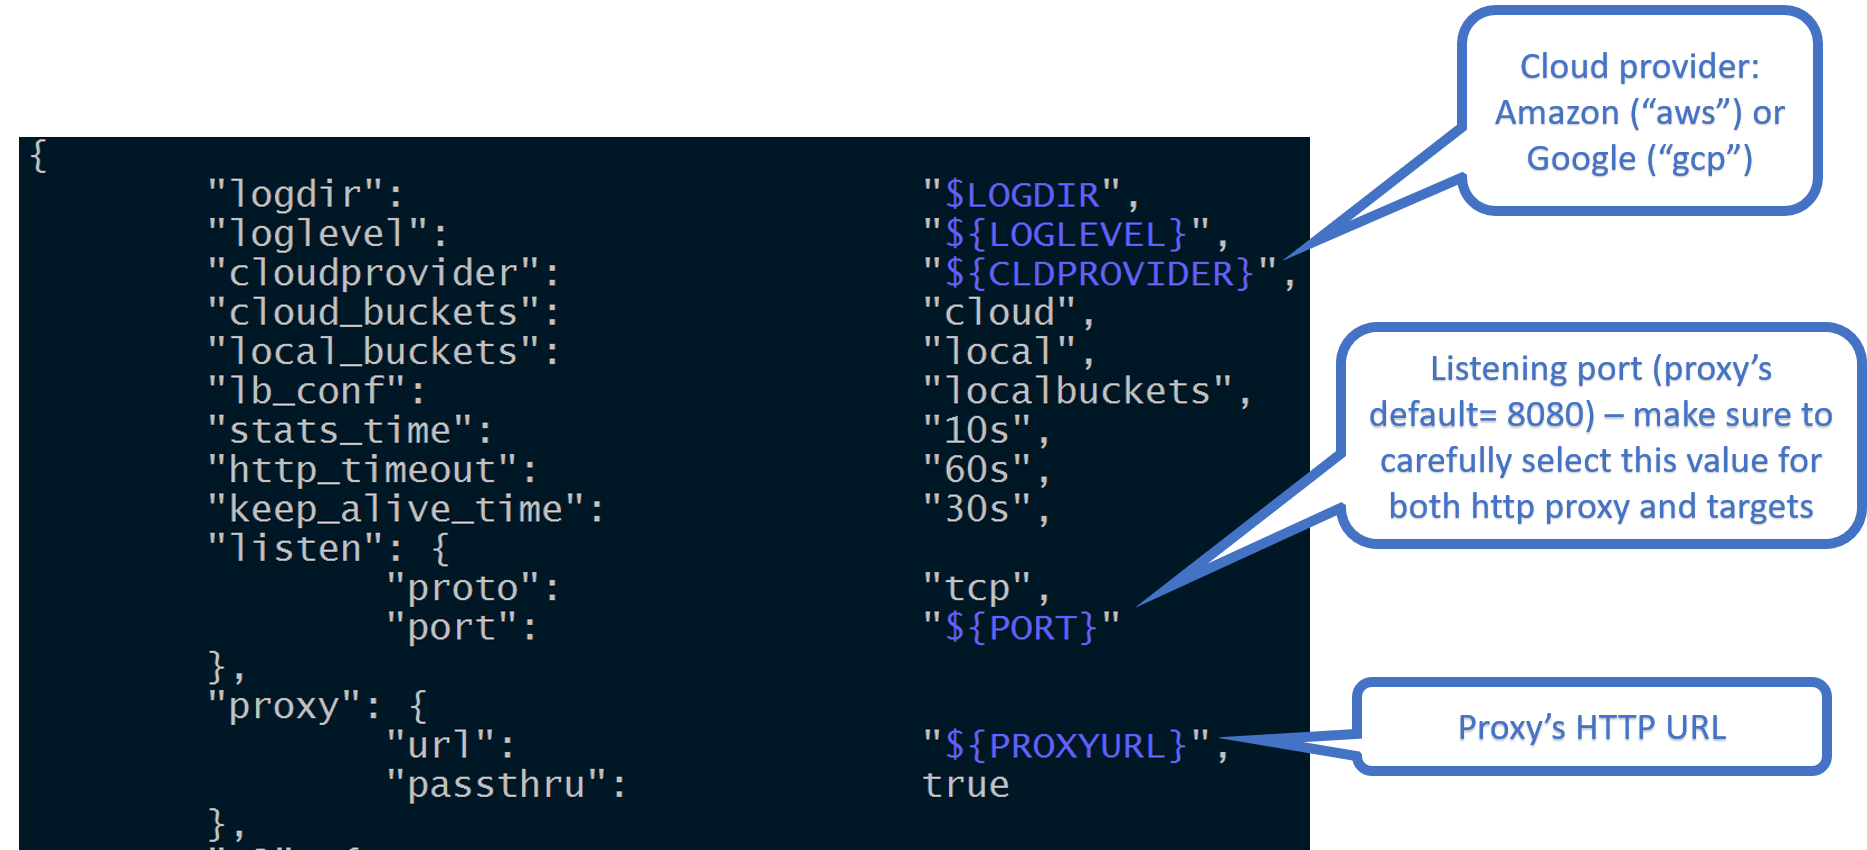 {
"logdir": "$LOGDIR",
"loglevel": "${LOGLEVEL}",
"cloudprovider": "${CLDPROVIDER}",
"cloud_buckets": "cloud",
"local_buckets": "local",
"lb_conf": "localbuckets",
"stats_time": "10s",
"http_timeout": "60s",
"keep_alive_time": "30s",
"listen": {
"proto": "tcp",
"port": "${PORT}"
},
"proxy": {
"url": "${PROXYURL}",
"passthru": true
},
Cloud provider:
Amazon (“aws”) or
Google (“gcp”)
Listening port (proxy’s
default= 8080) – make sure to
carefully select this value for
both http proxy and targets
Proxy’s HTTP URL